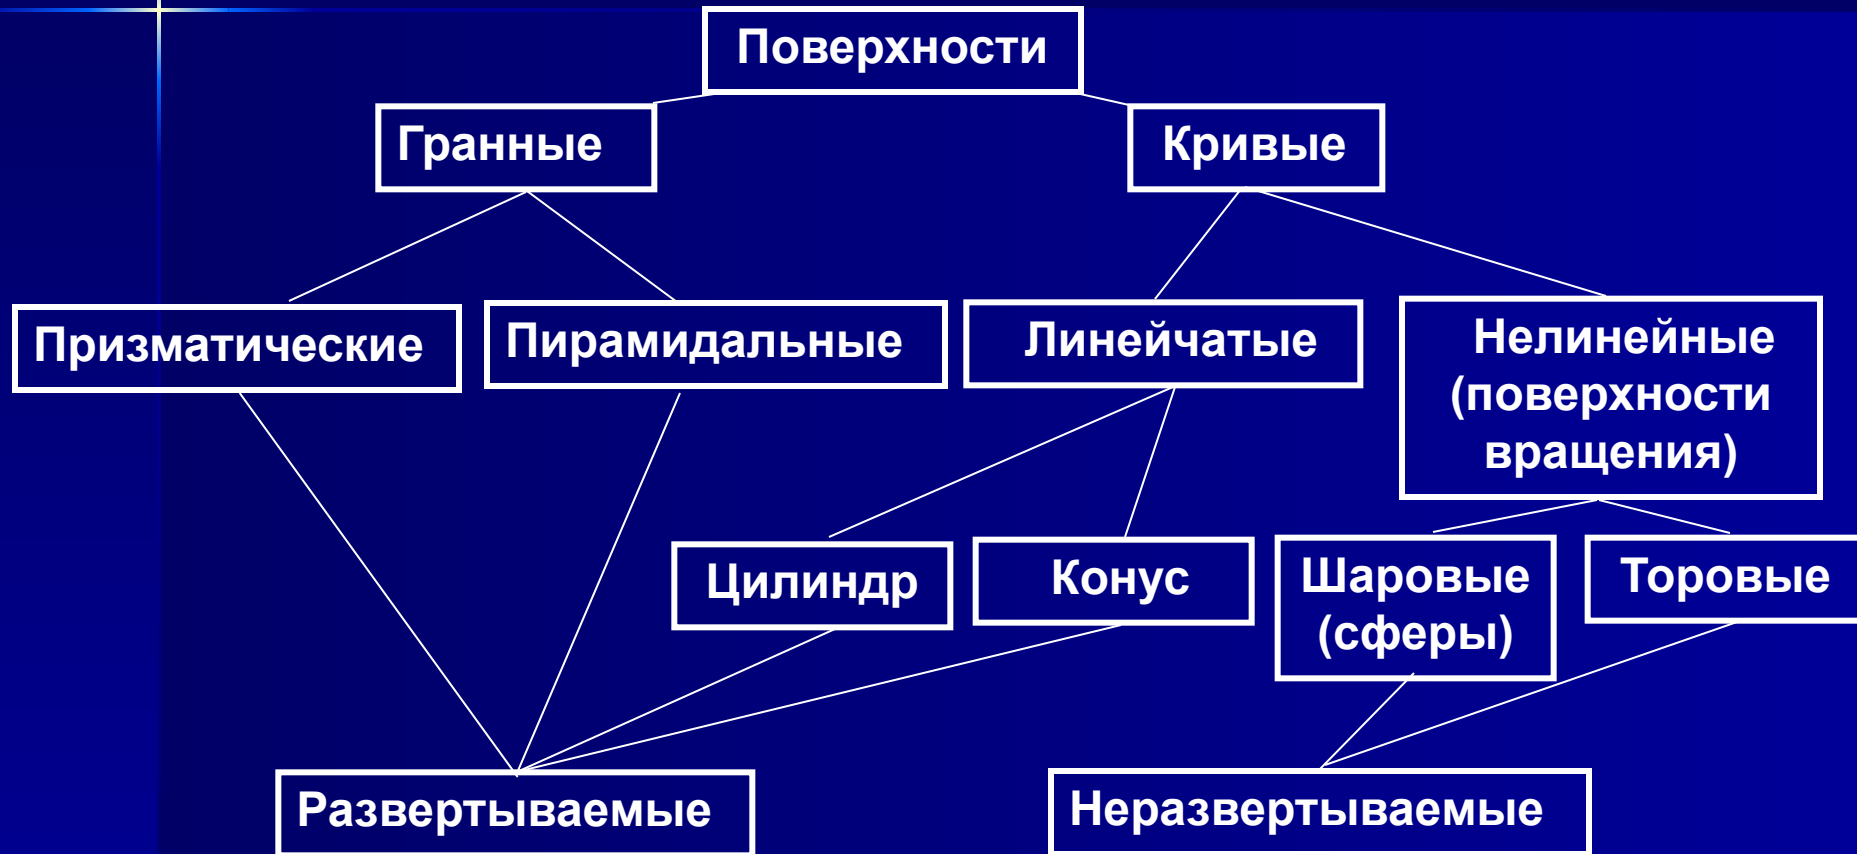 Поверхности
Гранные
Кривые
Призматические
Пирамидальные
Линейчатые
Нелинейные
(поверхности
вращения)
Цилиндр
Конус
Шаровые
(сферы)
Торовые
Развертываемые
Неразвертываемые